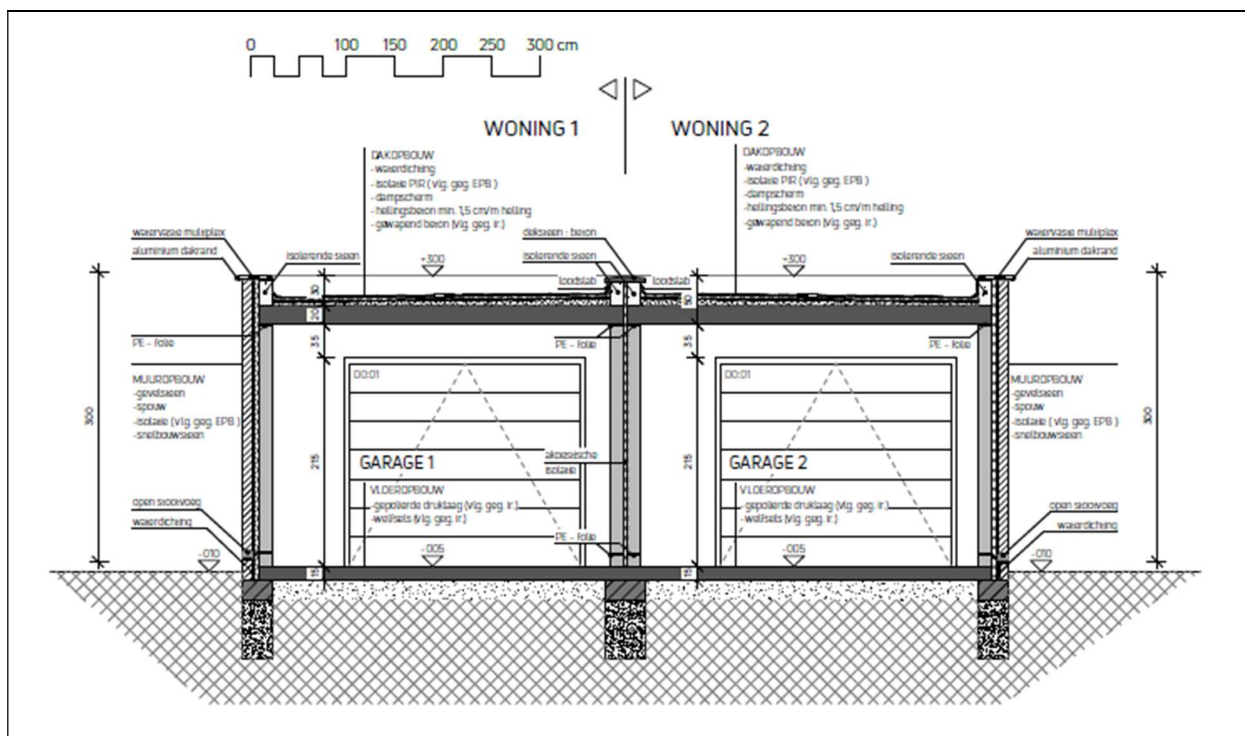 0 100 150 200 250 300 cm
WONING 1
WONING 2
DAKOPBOUW
-waterdichting
-isolatie PIR ( vlg. geg. EPB )
-dampscherm
-hellingsbeton min. 1,5 cm/m helling
-gewapend beton (vlg. geg. ir.)
DAKOPBOUW
-waterdichting
-isolatie PIR ( vlg. geg. EPB )
-dampscherm
-hellingsbeton min. 1,5 cm/m helling
-gewapend beton (vlg. geg. ir.)
watervaste multiplex
aluminium dakrand
isolerende steen
+300
deksteen : beton
isolerende steen
loodslab
loodslab
+300
isolerende steen
watervaste multiplex
aluminium dakrand
30
20
35
215
15
50
35
215
15
300
300
PE - folie
PE - folie
PE - folie
MUUROPBOUW
-gevelsteen
-spouw
-isolatie ( vlg. geg. EPB )
-snelbouwsteen
00:01
00:01
MUUROPBOUW
-gevelsteen
-spouw
-isolatie ( vlg. geg. EPB )
-snelbouwsteen
GARAGE 1
akoestische
isolatie
GARAGE 2
VLOEROPBOUW
-gepolierde druklaag (vlg. geg. ir.)
-welfsels (vlg. geg. ir.)
VLOEROPBOUW
-gepolierde druklaag (vlg. geg. ir.)
-welfsels (vlg. geg. ir.)
open stootvoeg
waterdichting
PE - folie
open stootvoeg
waterdichting
-010
-005
-005
-010